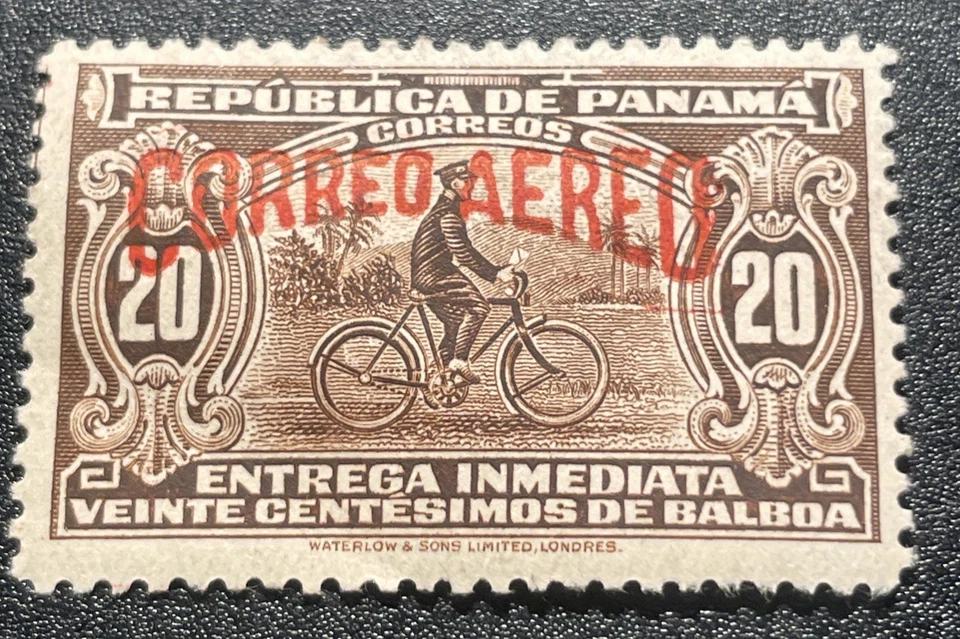 REPÚBLICA DE PANAMÁ
CORREOS
CORREO AEREO
20 20
ENTREGA INMEDIATA
VEINTE CENTÉSIMOS DE BALBOA
WATERLOW & SONS LIMITED, LONDRES.